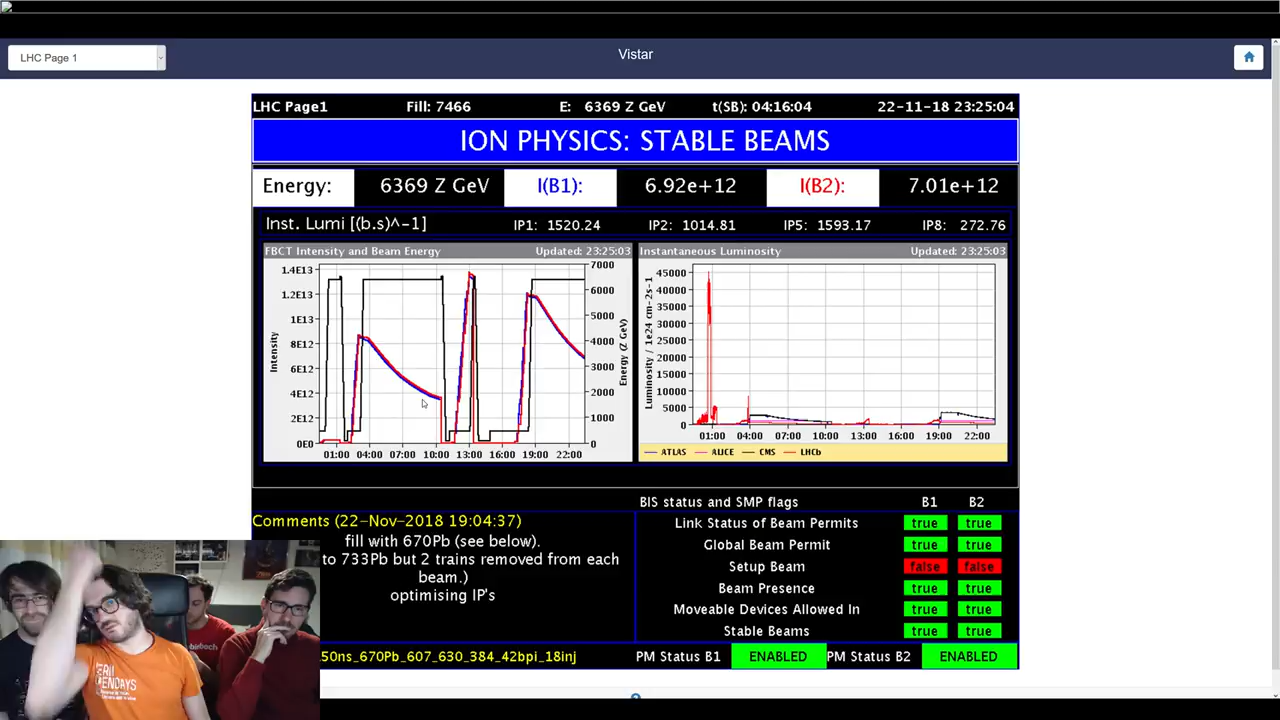 LHC Page 1
Vistar
LHC Page1 Fill: 7466 E: 6369 Z GeV t(SB): 04:16:04 22-11-18 23:25:04
ION PHYSICS: STABLE BEAMS
Energy: 6369 Z GeV I(B1): 6.92e+12 I(B2): 7.01e+12
Inst. Lumi [(b.s)^-1] IP1: 1520.24 IP2: 1014.81 IP5: 1593.17 IP8: 272.76
FBCT Intensity and Beam Energy Updated: 23:25:03
Intensity
1.4E13
1.2E13
1E13
8E12
6E12
4E12
2E12
0E0
7000
6000
5000
4000
3000
2000
1000
0
Energy (Z GeV)
01:00 04:00 07:00 10:00 13:00 16:00 19:00 22:00
Instantaneous Luminosity Updated: 23:25:03
Luminosity / 1e24 cm-2s-1
45000
40000
35000
30000
25000
20000
15000
10000
5000
0
01:00 04:00 07:00 10:00 13:00 16:00 19:00 22:00
ATLAS ALICE CMS LHCb
Comments (22-Nov-2018 19:04:37)
fill with 670Pb (see below).
to 733Pb but 2 trains removed from each
beam.)
optimising IP's
BIS status and SMP flags B1 B2
Link Status of Beam Permits true true
Global Beam Permit true true
Setup Beam false false
Beam Presence true true
Moveable Devices Allowed In true true
Stable Beams true true
50ns_670Pb_607_630_384_42bpi_18inj PM Status B1 ENABLED PM Status B2 ENABLED